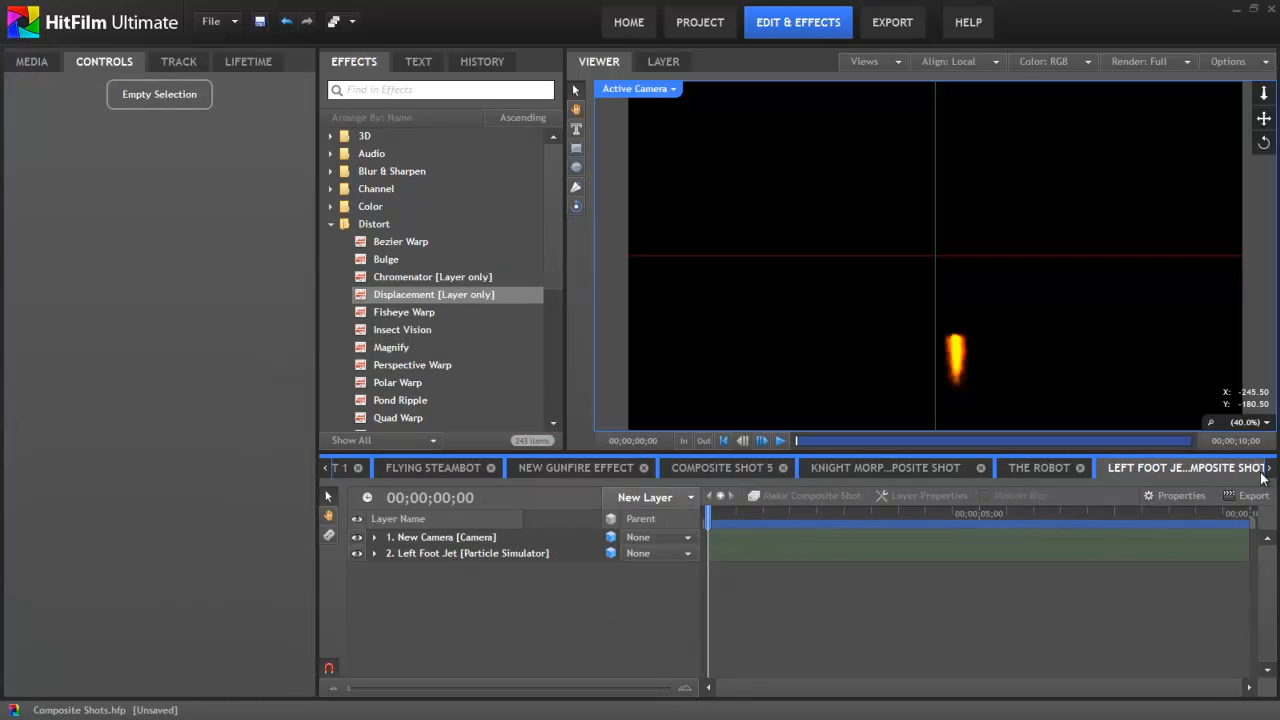 HitFilm Ultimate
File
HOME
PROJECT
EDIT & EFFECTS
EXPORT
HELP
MEDIA
CONTROLS
TRACK
LIFETIME
Empty Selection
EFFECTS
TEXT
HISTORY
Find in Effects
Arrange By: Name
Ascending
3D
Audio
Blur & Sharpen
Channel
Color
Distort
Bezier Warp
Bulge
Chromenator [Layer only]
Displacement [Layer only]
Fisheye Warp
Insect Vision
Magnify
Perspective Warp
Polar Warp
Pond Ripple
Quad Warp
Show All
243 items
VIEWER
LAYER
Views
Align: Local
Color: RGB
Render: Full
Options
Active Camera
X: -245.50
Y: -180.50
(40.0%)
00;00;00;00
In
Out
00;00;10;00
T 1
FLYING STEAMBOT
NEW GUNFIRE EFFECT
COMPOSITE SHOT 5
KNIGHT MORP...POSITE SHOT
THE ROBOT
LEFT FOOT JE...MPOSITE SHOT
00;00;00;00
New Layer
Make Composite Shot
Layer Properties
Motion Blur
Properties
Export
Layer Name
Parent
00;00;05;00
1. New Camera [Camera]
None
2. Left Foot Jet [Particle Simulator]
None
Composite Shots.hfp [Unsaved]